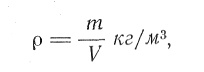 ρ = m/V кг/м³,